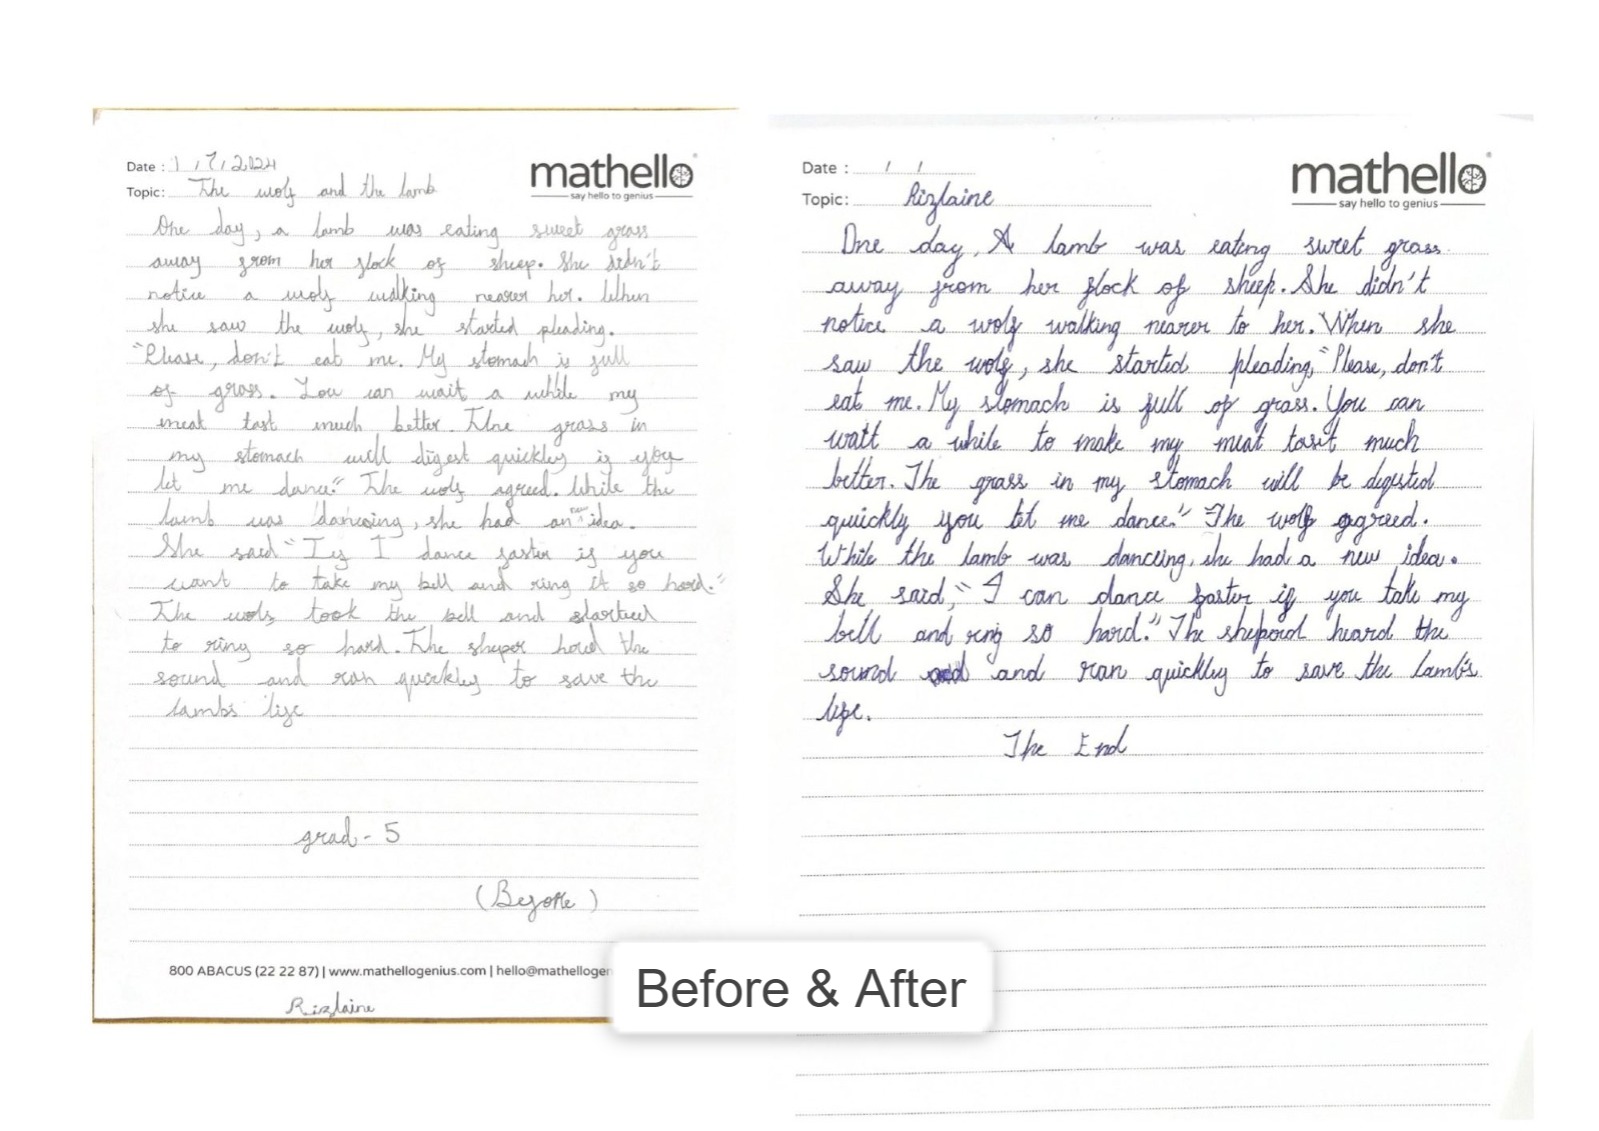 Date : 1 / 7 / 2024
mathello
say hello to genius
Topic: The wolf and the lamb
One day, a lamb was eating sweet grass
away from her flock of sheep. She didn't
notice a wolf walking nearer her. When
she saw the wolf, she started pleading.
"Please, don't eat me. My stomach is full
of grass. You can wait a while my
meat tast much better. The grass in
my stomach will digest quickley if you
let me dance." The wolf agreed. While the
lamb was dancing, she had an new idea.
She said "If I dance faster if you
want to take my bell and ring it so hard."
The wolf took the bell and started
to ring so hard. The sheper herd the
sound and ran quickley to save the
lambs life
grad - 5
(Before)
800 ABACUS (22 22 87) | www.mathellogenius.com | hello@mathellogen
Rizlaine
Date : / /
mathello
say hello to genius
Topic: Rizlaine
One day, A lamb was eating sweet grass
away from her flock of sheep. She didn't
notice a wolf walking nearer to her. When she
saw the wolf, she started pleading, "Please, don't
eat me. My stomach is full of grass. You can
wait a while to make my meat much
better. The grass in my stomach will be digested
quickly you let me dance." The wolf agreed.
While the lamb was dancing, she had a new idea.
She said, "I can dance faster if you take my
bell and ring so hard." The sheperd heard the
sound and ran quickley to save the lamb's
life.
The End
Before & After